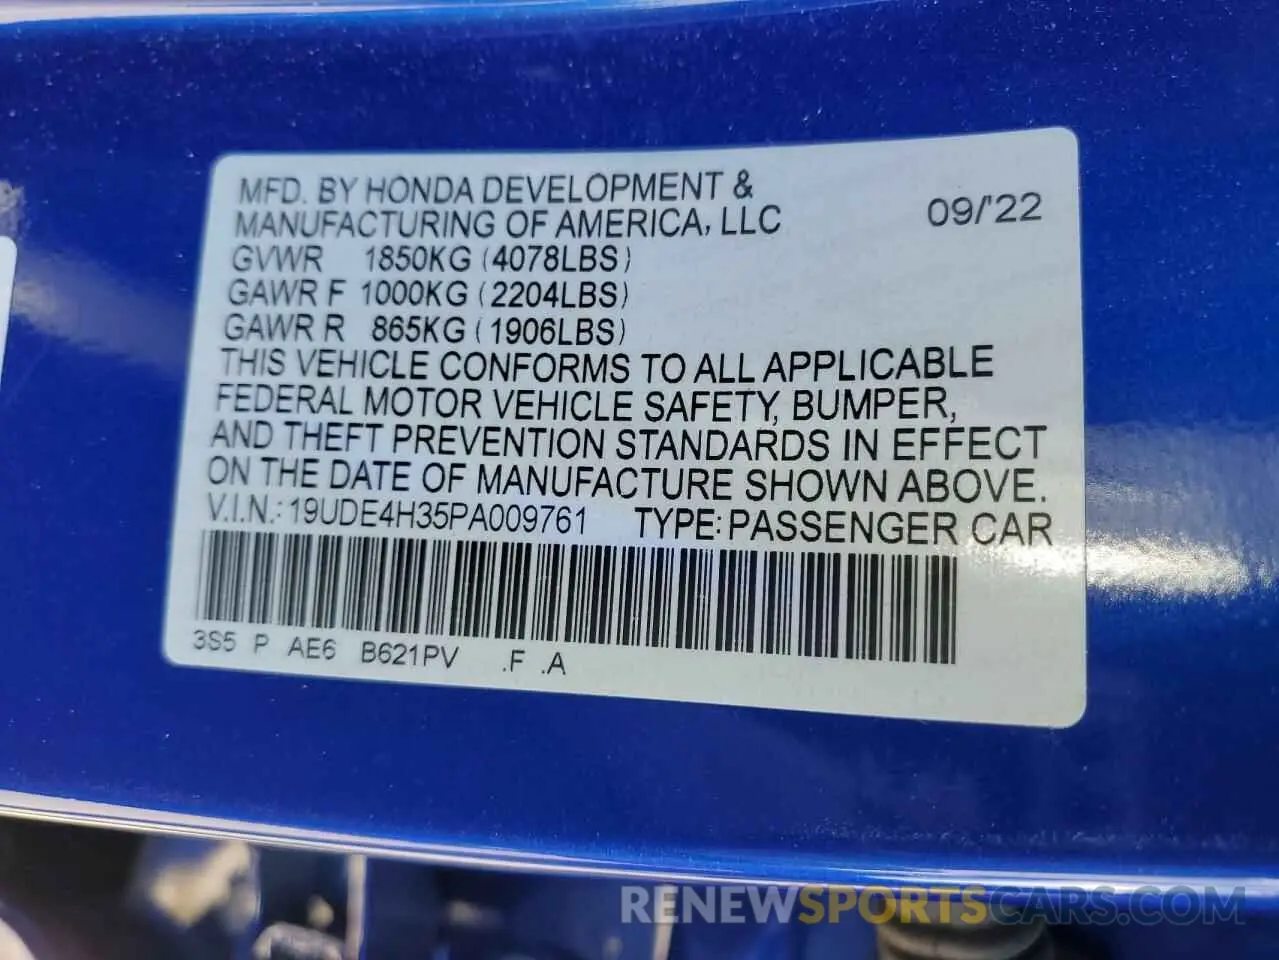 MFD. BY HONDA DEVELOPMENT &
MANUFACTURING OF AMERICA, LLC 09/'22
GVWR 1850KG (4078LBS)
GAWR F 1000KG (2204LBS)
GAWR R 865KG (1906LBS)
THIS VEHICLE CONFORMS TO ALL APPLICABLE
FEDERAL MOTOR VEHICLE SAFETY, BUMPER,
AND THEFT PREVENTION STANDARDS IN EFFECT
ON THE DATE OF MANUFACTURE SHOWN ABOVE.
V.I.N.: 19UDE4H35PA009761 TYPE: PASSENGER CAR
3S5 P AE6 B621PV .F .A
RENEWSPORTSCARS.COM